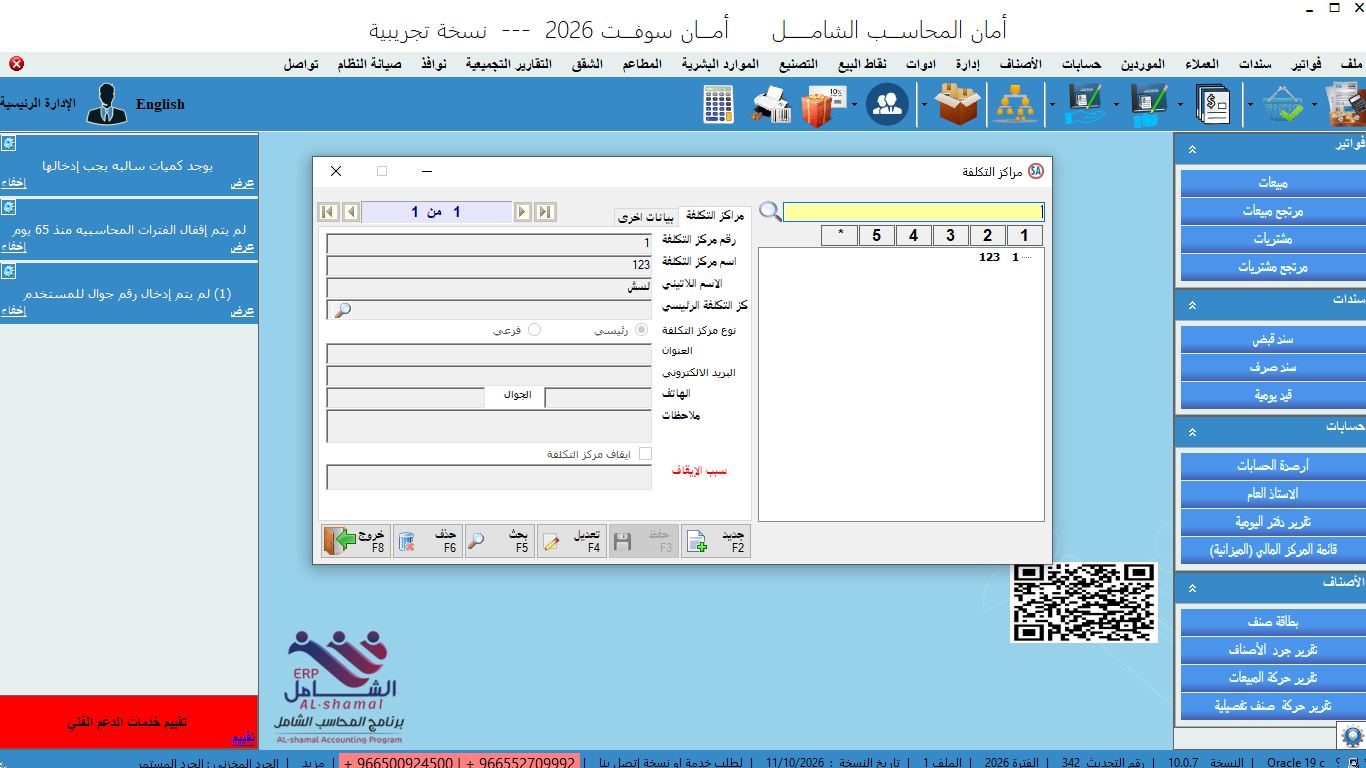 أمان المحاســب الشامــــل أمــان سوفــت 2026 --- نسخة تجريبية
ملف فواتير سندات العملاء الموردين حسابات الأصناف إدارة ادوات نقاط البيع التصنيع الموارد البشرية المطاعم الشقق التقارير التجميعية نوافذ صيانة النظام تواصل
English
الإدارة الرئيسية
فواتير
مبيعات
مرتجع مبيعات
مشتريات
مرتجع مشتريات
سندات
سند قبض
سند صرف
قيد يومية
حسابات
أرصدة الحسابات
الاستاذ العام
تقرير دفتر اليومية
قائمة المركز المالي (الميزانية)
الأصناف
بطاقة صنف
تقرير جرد الأصناف
تقرير حركة المبيعات
تقرير حركة صنف تفصيلية
مراكز التكلفة
1
1 2 3 4 5 *
1 123
مراكز التكلفة بيانات اخرى
1 من 1
رقم مركز التكلفة 1
اسم مركز التكلفة 123
الاسم اللاتيني ئسش
كز التكلفة الرئيسي
نوع مركز التكلفة رئيسي فرعي
العنوان
البريد الالكتروني
الهاتف الجوال
ملاحظات
ايقاف مركز التكلفة
سبب الإيقاف
جديد F2
حفظ F3
تعديل F4
بحث F5
حذف F6
خروج F8
يوجد كميات سالبه يجب إدخالها
عرض إخفاء
لم يتم إقفال الفترات المحاسبيه منذ 65 يوم
عرض إخفاء
(1) لم يتم إدخال رقم جوال للمستخدم
عرض إخفاء
ERP
الشامل
AL-shamal
برنامج المحاسب الشامل
AL-shamal Accounting Program
تقييم خدمات الدعم الفني
تقييم
؟ Oracle 19 c | النسخة 10.0.7 | رقم التحديث 342 | الفترة 2026 | الملف 1 | تاريخ النسخة : 11/10/2026 | لطلب خدمة او نسخة إتصل بنا | + 966500924500 | + 966552709992 | مزيد | الجرد المخزني : الجرد المستمر